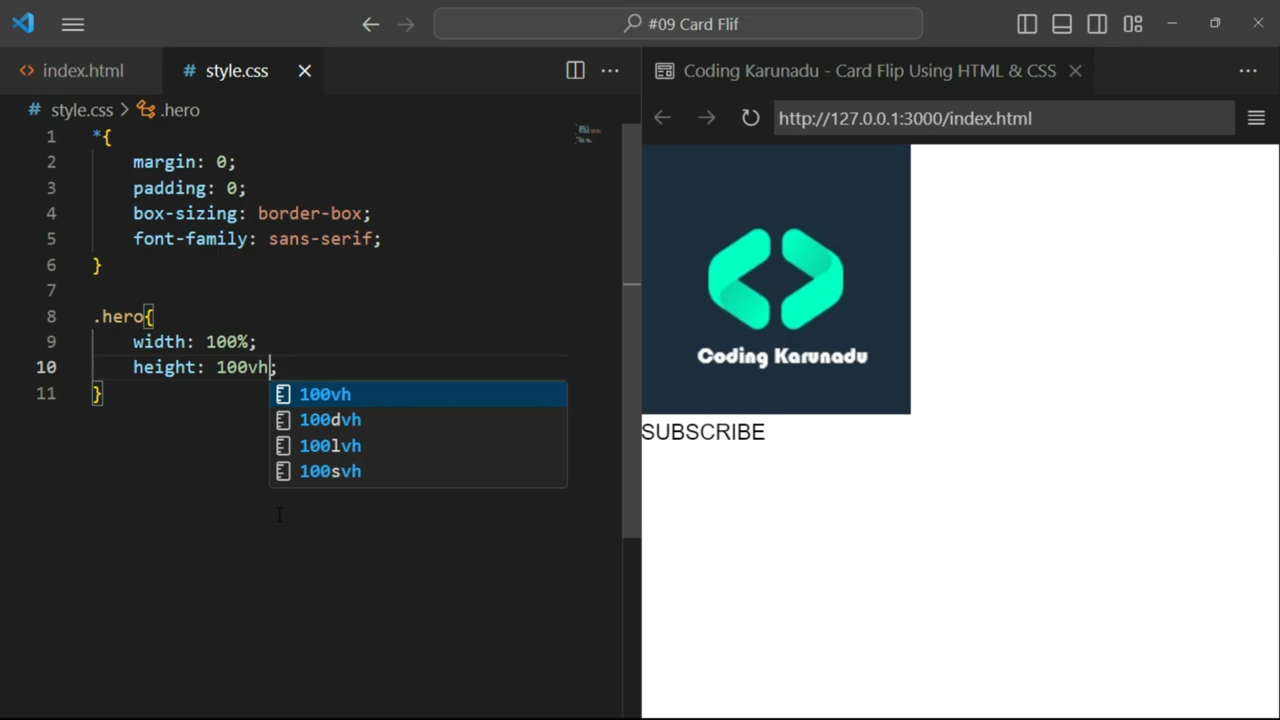 #09 Card Flif
index.html
# style.css
Coding Karunadu - Card Flip Using HTML & CSS
# style.css > .hero
http://127.0.0.1:3000/index.html
1 *{
2 margin: 0;
3 padding: 0;
4 box-sizing: border-box;
5 font-family: sans-serif;
6 }
7
8 .hero{
9 width: 100%;
10 height: 100vh;
11 }
100vh
100dvh
100lvh
100svh
Coding Karunadu
SUBSCRIBE